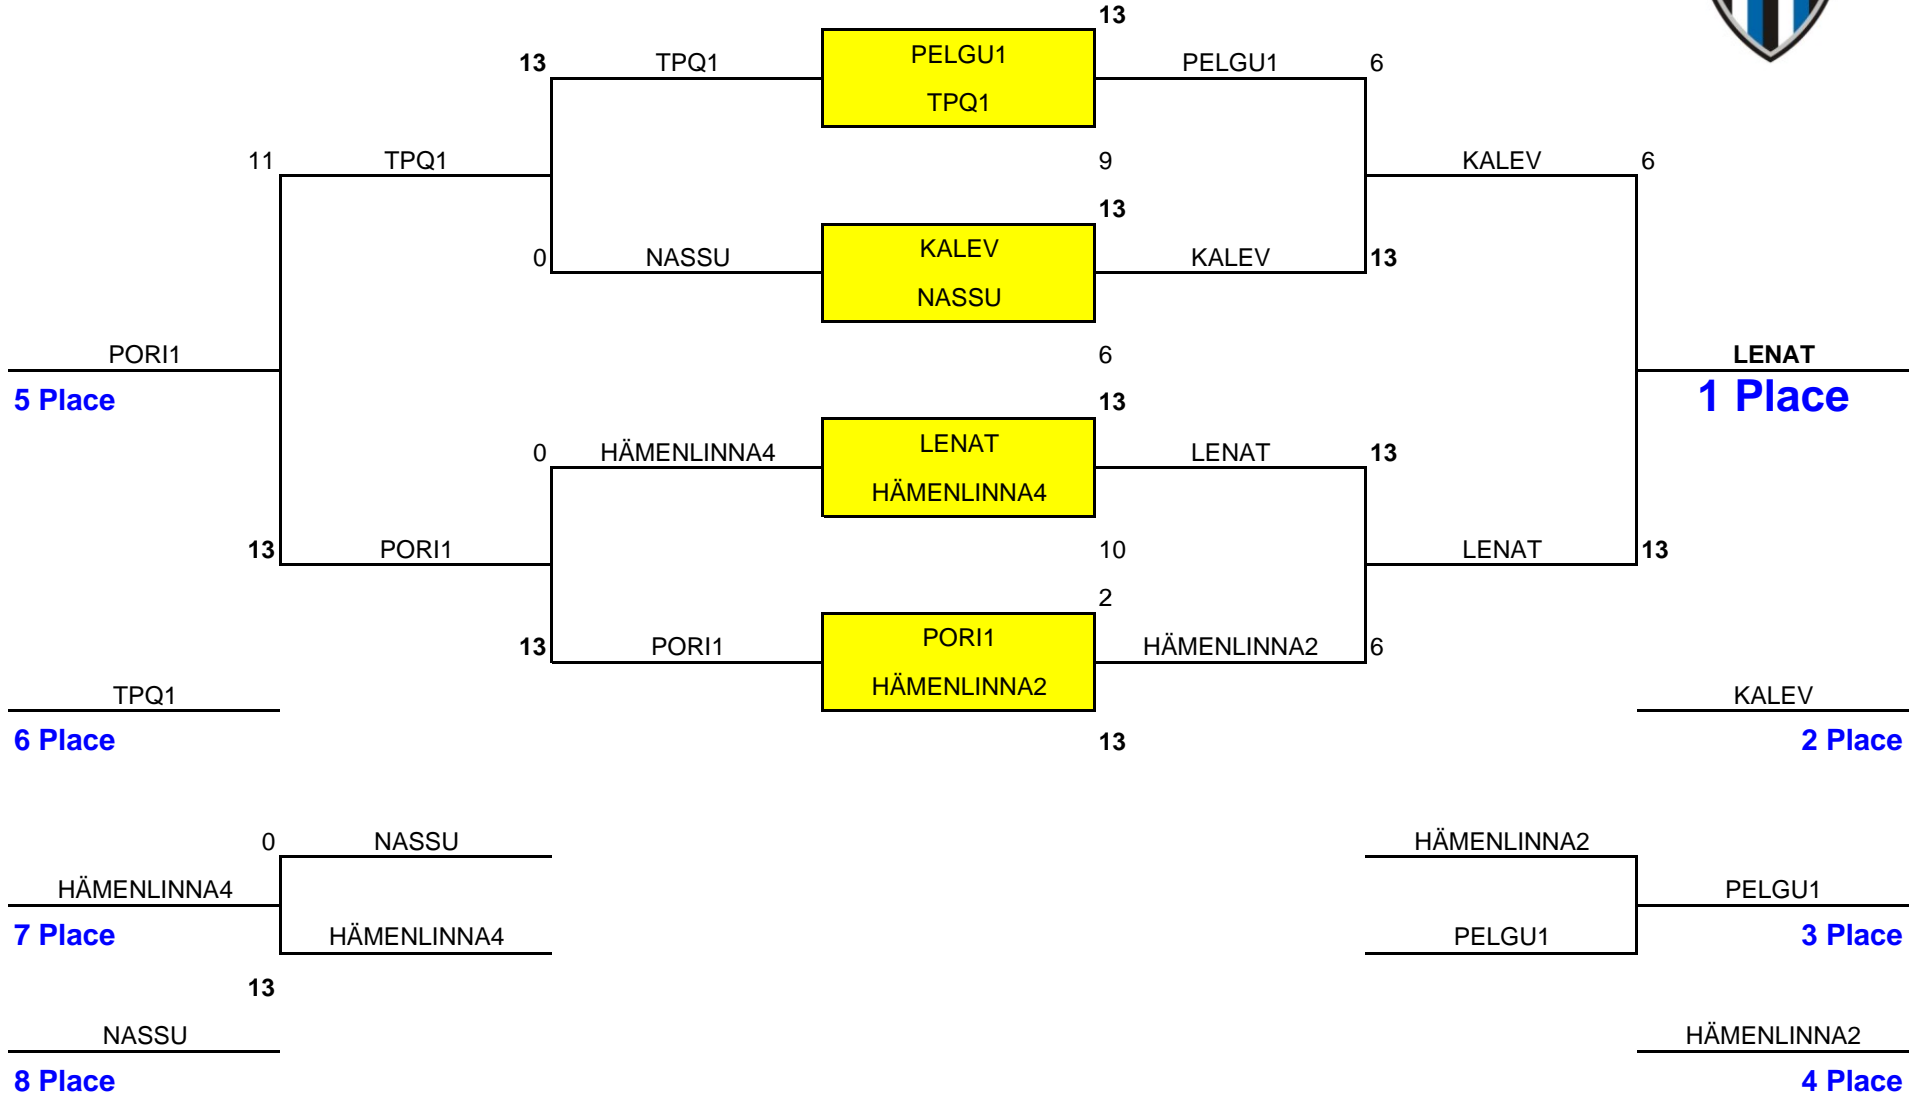 13
13 TPQ1 PELGU1 PELGU1 6
TPQ1
11 TPQ1 9 KALEV 6
13
0 NASSU KALEV KALEV 13
NASSU
PORI1 6 LENAT
5 Place 13 1 Place
0 HÄMENLINNA4 LENAT LENAT 13
HÄMENLINNA4
13 PORI1 10 LENAT 13
2
13 PORI1 PORI1 HÄMENLINNA2 6
HÄMENLINNA2
TPQ1 KALEV
6 Place 13 2 Place
0 NASSU HÄMENLINNA2
HÄMENLINNA4 PELGU1
7 Place HÄMENLINNA4 PELGU1 3 Place
13
NASSU HÄMENLINNA2
8 Place 4 Place